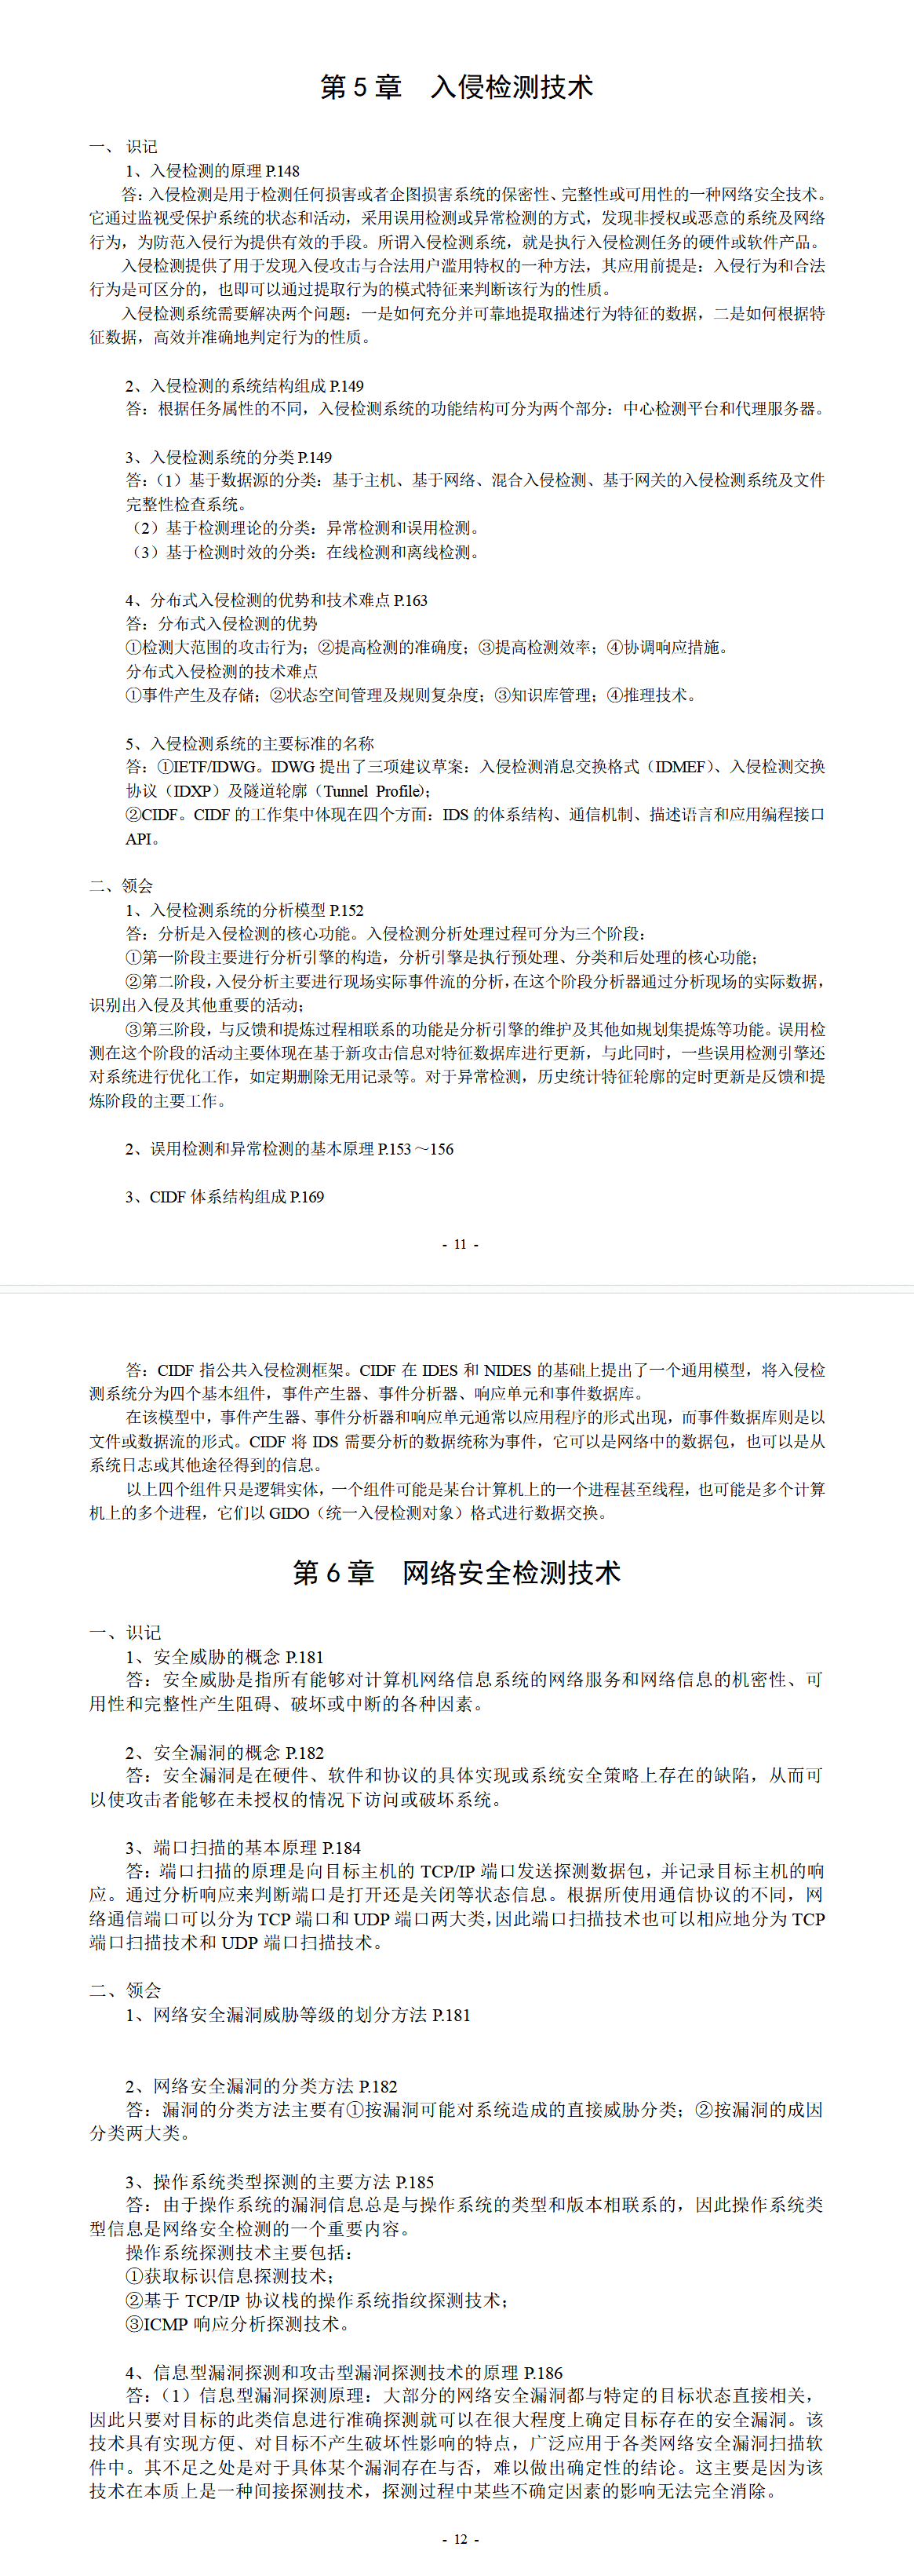 第 5 章　入侵检测技术
一、 识记
1、入侵检测的原理 P.148
答：入侵检测是用于检测任何损害或者企图损害系统的保密性、完整性或可用性的一种网络安全技术。
它通过监视受保护系统的状态和活动，采用误用检测或异常检测的方式，发现非授权或恶意的系统及网络
行为，为防范入侵行为提供有效的手段。所谓入侵检测系统，就是执行入侵检测任务的硬件或软件产品。
入侵检测提供了用于发现入侵攻击与合法用户滥用特权的一种方法，其应用前提是：入侵行为和合法
行为是可区分的，也即可以通过提取行为的模式特征来判断该行为的性质。
入侵检测系统需要解决两个问题：一是如何充分并可靠地提取描述行为特征的数据，二是如何根据特
征数据，高效并准确地判定行为的性质。
2、入侵检测的系统结构组成 P.149
答：根据任务属性的不同，入侵检测系统的功能结构可分为两个部分：中心检测平台和代理服务器。
3、入侵检测系统的分类 P.149
答：（1）基于数据源的分类：基于主机、基于网络、混合入侵检测、基于网关的入侵检测系统及文件
完整性检查系统。
（2）基于检测理论的分类：异常检测和误用检测。
（3）基于检测时效的分类：在线检测和离线检测。
4、分布式入侵检测的优势和技术难点 P.163
答：分布式入侵检测的优势
①检测大范围的攻击行为；②提高检测的准确度；③提高检测效率；④协调响应措施。
分布式入侵检测的技术难点
①事件产生及存储；②状态空间管理及规则复杂度；③知识库管理；④推理技术。
5、入侵检测系统的主要标准的名称
答：①IETF/IDWG。IDWG 提出了三项建议草案：入侵检测消息交换格式（IDMEF）、入侵检测交换
协议（IDXP）及隧道轮廓（Tunnel Profile）；
②CIDF。CIDF 的工作集中体现在四个方面：IDS 的体系结构、通信机制、描述语言和应用编程接口
API。
二、领会
1、入侵检测系统的分析模型 P.152
答：分析是入侵检测的核心功能。入侵检测分析处理过程可分为三个阶段：
①第一阶段主要进行分析引擎的构造，分析引擎是执行预处理、分类和后处理的核心功能；
②第二阶段，入侵分析主要进行现场实际事件流的分析，在这个阶段分析器通过分析现场的实际数据，
识别出入侵及其他重要的活动；
③第三阶段，与反馈和提炼过程相联系的功能是分析引擎的维护及其他如规划集提炼等功能。误用检
测在这个阶段的活动主要体现在基于新攻击信息对特征数据库进行更新，与此同时，一些误用检测引擎还
对系统进行优化工作，如定期删除无用记录等。对于异常检测，历史统计特征轮廓的定时更新是反馈和提
炼阶段的主要工作。
2、误用检测和异常检测的基本原理 P.153～156
3、CIDF 体系结构组成 P.169
- 11 -
答：CIDF 指公共入侵检测框架。CIDF 在 IDES 和 NIDES 的基础上提出了一个通用模型，将入侵检
测系统分为四个基本组件，事件产生器、事件分析器、响应单元和事件数据库。
在该模型中，事件产生器、事件分析器和响应单元通常以应用程序的形式出现，而事件数据库则是以
文件或数据流的形式。CIDF 将 IDS 需要分析的数据统称为事件，它可以是网络中的数据包，也可以是从
系统日志或其他途径得到的信息。
以上四个组件只是逻辑实体，一个组件可能是某台计算机上的一个进程甚至线程，也可能是多个计算
机上的多个进程，它们以 GIDO（统一入侵检测对象）格式进行数据交换。
第 6 章　网络安全检测技术
一、识记
1、安全威胁的概念 P.181
答：安全威胁是指所有能够对计算机网络信息系统的网络服务和网络信息的机密性、可
用性和完整性产生阻碍、破坏或中断的各种因素。
2、安全漏洞的概念 P.182
答：安全漏洞是在硬件、软件和协议的具体实现或系统安全策略上存在的缺陷，从而可
以使攻击者能够在未授权的情况下访问或破坏系统。
3、端口扫描的基本原理 P.184
答：端口扫描的原理是向目标主机的 TCP/IP 端口发送探测数据包，并记录目标主机的响
应。通过分析响应来判断端口是打开还是关闭等状态信息。根据所使用通信协议的不同，网
络通信端口可以分为 TCP 端口和 UDP 端口两大类，因此端口扫描技术也可以相应地分为 TCP
端口扫描技术和 UDP 端口扫描技术。
二、领会
1、网络安全漏洞威胁等级的划分方法 P.181
2、网络安全漏洞的分类方法 P.182
答：漏洞的分类方法主要有①按漏洞可能对系统造成的直接威胁分类；②按漏洞的成因
分类两大类。
3、操作系统类型探测的主要方法 P.185
答：由于操作系统的漏洞信息总是与操作系统的类型和版本相联系的，因此操作系统类
型信息是网络安全检测的一个重要内容。
操作系统探测技术主要包括：
①获取标识信息探测技术；
②基于 TCP/IP 协议栈的操作系统指纹探测技术；
③ICMP 响应分析探测技术。
4、信息型漏洞探测和攻击型漏洞探测技术的原理 P.186
答：（1）信息型漏洞探测原理：大部分的网络安全漏洞都与特定的目标状态直接相关，
因此只要对目标的此类信息进行准确探测就可以在很大程度上确定目标存在的安全漏洞。该
技术具有实现方便、对目标不产生破坏性影响的特点，广泛应用于各类网络安全漏洞扫描软
件中。其不足之处是对于具体某个漏洞存在与否，难以做出确定性的结论。这主要是因为该
技术在本质上是一种间接探测技术，探测过程中某些不确定因素的影响无法完全消除。
- 12 -